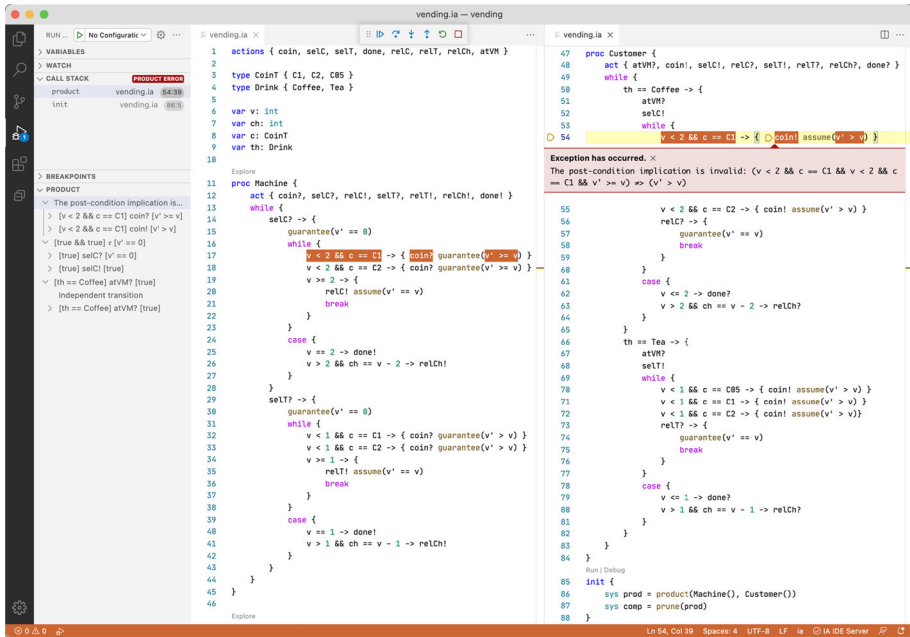 vending.ia — vending
RUN ...
No Configuratic
VARIABLES
WATCH
CALL STACK
PRODUCT ERROR
product vending.ia 54:39
init vending.ia 86:5
BREAKPOINTS
PRODUCT
The post-condition implication is...
[v < 2 && c == C1] coin? [v' >= v]
[v < 2 && c == C1] coin! [v' > v]
[true && true] τ [v' == 0]
[true] selC? [v' == 0]
[true] selC! [true]
[th == Coffee] atVM? [true]
Independent transition
[th == Coffee] atVM? [true]
vending.ia
1 actions { coin, selC, selT, done, relC, relT, relCh, atVM }
2
3 type CoinT { C1, C2, C05 }
4 type Drink { Coffee, Tea }
5
6 var v: int
7 var ch: int
8 var c: CoinT
9 var th: Drink
10
Explore
11 proc Machine {
12 act { coin?, selC?, relC!, selT?, relT!, relCh!, done! }
13 while {
14 selC? -> {
15 guarantee(v' == 0)
16 while {
17 v < 2 && c == C1 -> { coin? guarantee(v' >= v) }
18 v < 2 && c == C2 -> { coin? guarantee(v' >= v) }
19 v >= 2 -> {
20 relC! assume(v' == v)
21 break
22 }
23 }
24 case {
25 v == 2 -> done!
26 v > 2 && ch == v - 2 -> relCh!
27 }
28 }
29 selT? -> {
30 guarantee(v' == 0)
31 while {
32 v < 1 && c == C1 -> { coin? guarantee(v' > v) }
33 v < 1 && c == C2 -> { coin? guarantee(v' > v) }
34 v >= 1 -> {
35 relT! assume(v' == v)
36 break
37 }
38 }
39 case {
40 v == 1 -> done!
41 v > 1 && ch == v - 1 -> relCh!
42 }
43 }
44 }
45 }
46
Explore
vending.ia
47 proc Customer {
48 act { atVM?, coin!, selC!, relC?, selT!, relT?, relCh?, done? }
49 while {
50 th == Coffee -> {
51 atVM?
52 selC!
53 while {
54 v < 2 && c == C1 -> { coin! assume(v' > v) }
Exception has occurred.
The post-condition implication is invalid: (v < 2 && c == C1 && v < 2 && c
== C1 && v' >= v) ≠> (v' > v)
55 v < 2 && c == C2 -> { coin! assume(v' > v) }
56 relC? -> {
57 guarantee(v' == v)
58 break
59 }
60 }
61 case {
62 v <= 2 -> done?
63 v > 2 && ch == v - 2 -> relCh?
64 }
65 }
66 th == Tea -> {
67 atVM?
68 selT!
69 while {
70 v < 1 && c == C05 -> { coin! assume(v' > v) }
71 v < 1 && c == C1 -> { coin! assume(v' > v) }
72 v < 1 && c == C2 -> { coin! assume(v' > v)}
73 relT? -> {
74 guarantee(v' == v)
75 break
76 }
77 }
78 case {
79 v <= 1 -> done?
80 v > 1 && ch == v - 1 -> relCh?
81 }
82 }
83 }
84 }
Run | Debug
85 init {
86 sys prod = product(Machine(), Customer())
87 sys comp = prune(prod)
88 }
1
0 0
Ln 54, Col 39 Spaces: 4 UTF-8 LF ia IA IDE Server